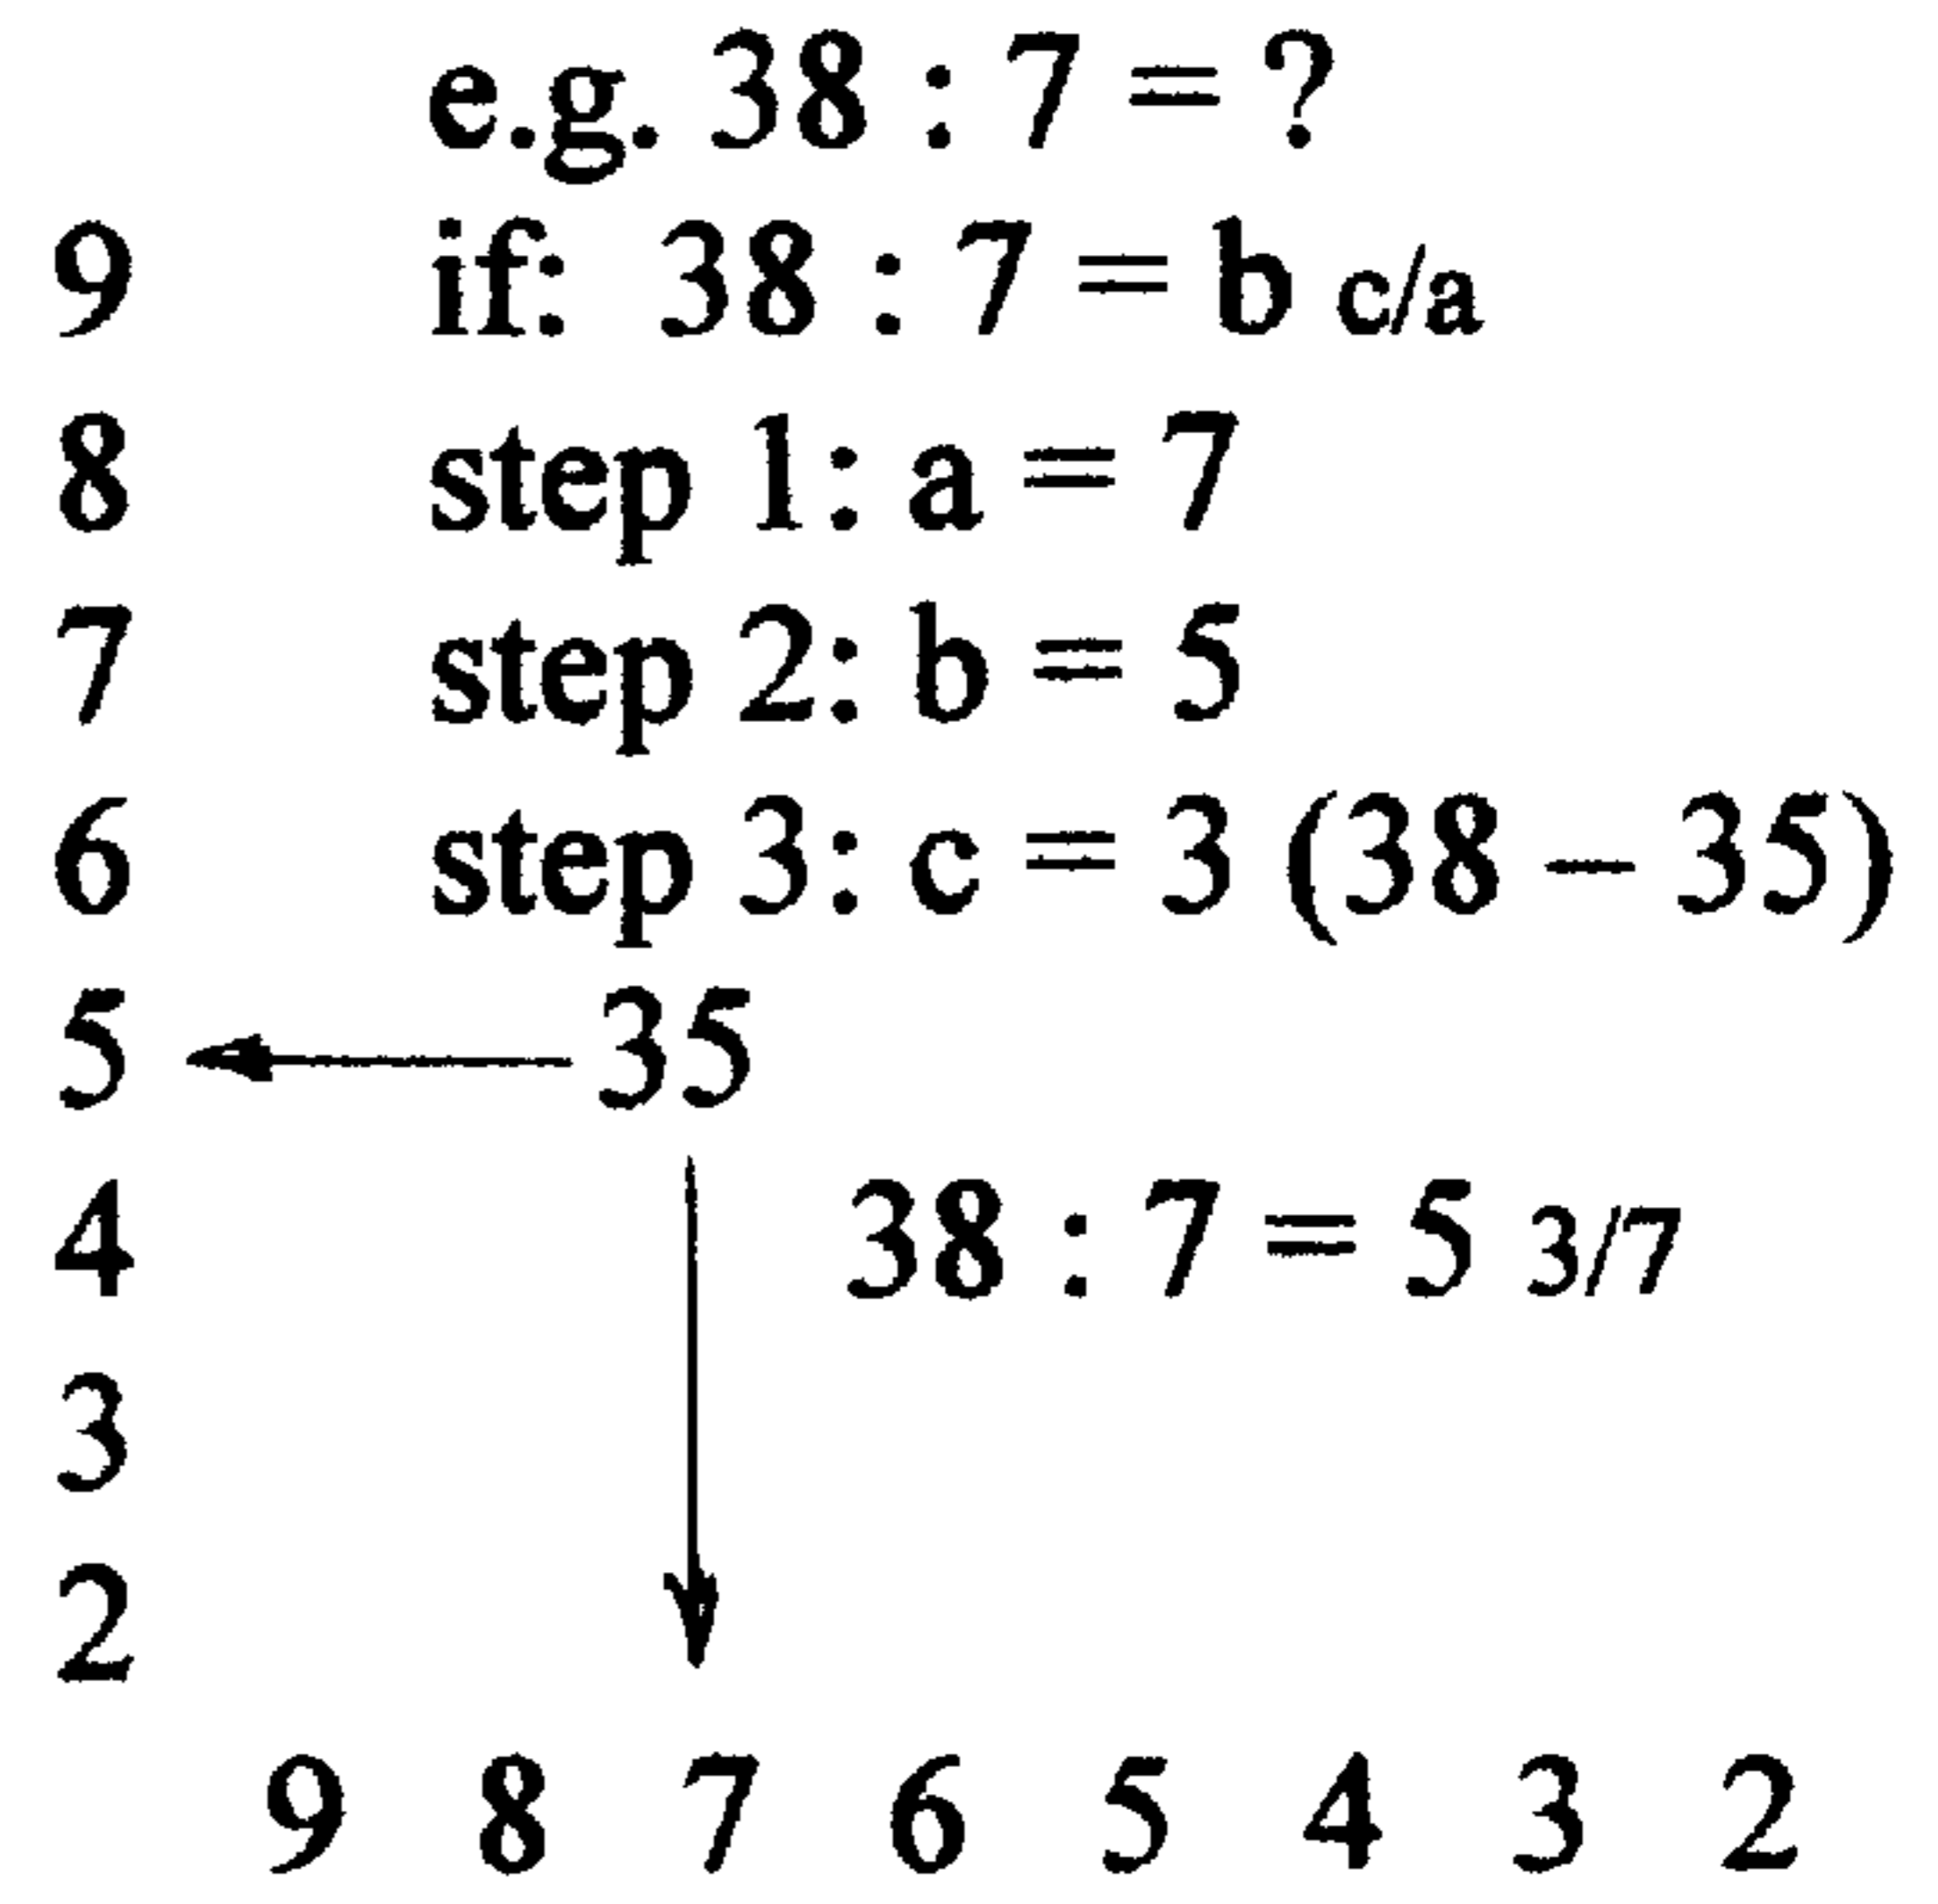 e.g. 38 : 7 = ?
9 if: 38 : 7 = b c/a
8 step 1: a = 7
7 step 2: b = 5
6 step 3: c = 3 (38 – 35)
5 35
4 38 : 7 = 5 3/7
3
2
9 8 7 6 5 4 3 2